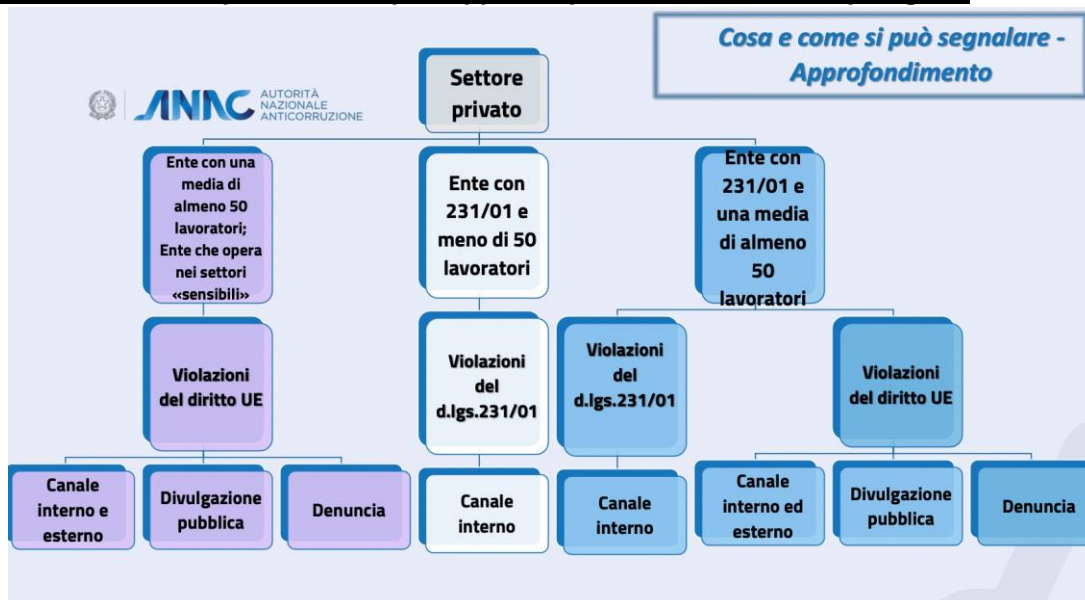 Cosa e come si può segnalare -
Approfondimento
ANAC
AUTORITÀ
NAZIONALE
ANTICORRUZIONE
Settore
privato
Ente con una
media di
almeno 50
lavoratori;
Ente che opera
nei settori
«sensibili»
Ente con
231/01 e
meno di 50
lavoratori
Ente con
231/01 e
una media
di almeno
50
lavoratori
Violazioni
del diritto UE
Violazioni
del
d.lgs.231/01
Violazioni
del
d.lgs.231/01
Violazioni
del diritto UE
Canale
interno e
esterno
Divulgazione
pubblica
Denuncia
Canale
interno
Canale
interno
Canale
interno ed
esterno
Divulgazione
pubblica
Denuncia